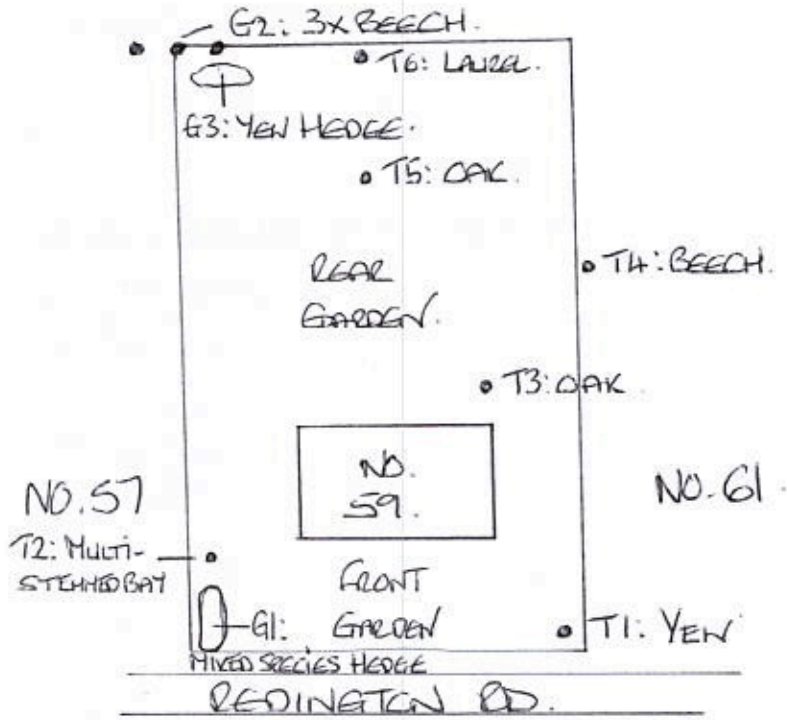 G2: 3x BEECH.
T6: LAUREL.
G3: YEW HEDGE.
T5: OAK.
REAR
GARDEN.
T4: BEECH.
T3: OAK
NO.
59.
NO. 57
NO. 61.
T2: MULTI-
STEMMED BAY
FRONT
GARDEN
G1:
MIXED SPECIES HEDGE
T1: YEW
REDINGTON RD.